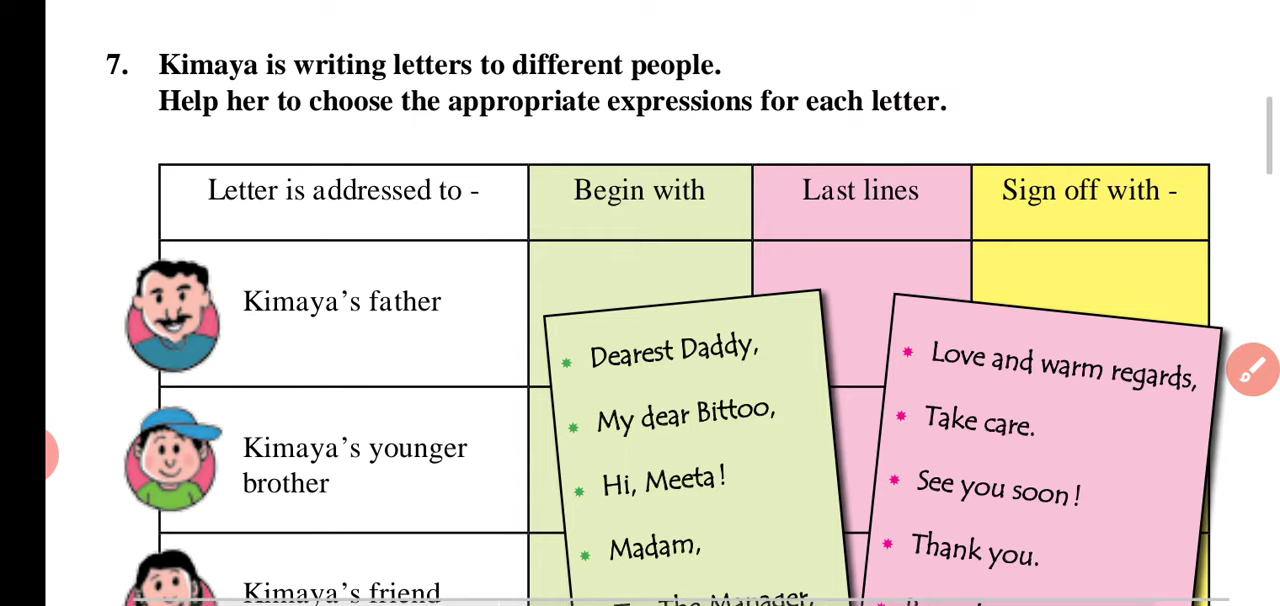 7. Kimaya is writing letters to different people.
Help her to choose the appropriate expressions for each letter.
Letter is addressed to - Begin with Last lines Sign off with -
Kimaya's father
Dearest Daddy,
My dear Bittoo,
Hi, Meeta!
Madam,
The Manager,
Love and warm regards,
Take care.
See you soon!
Thank you.
Kimaya's younger
brother
Kimaya's friend